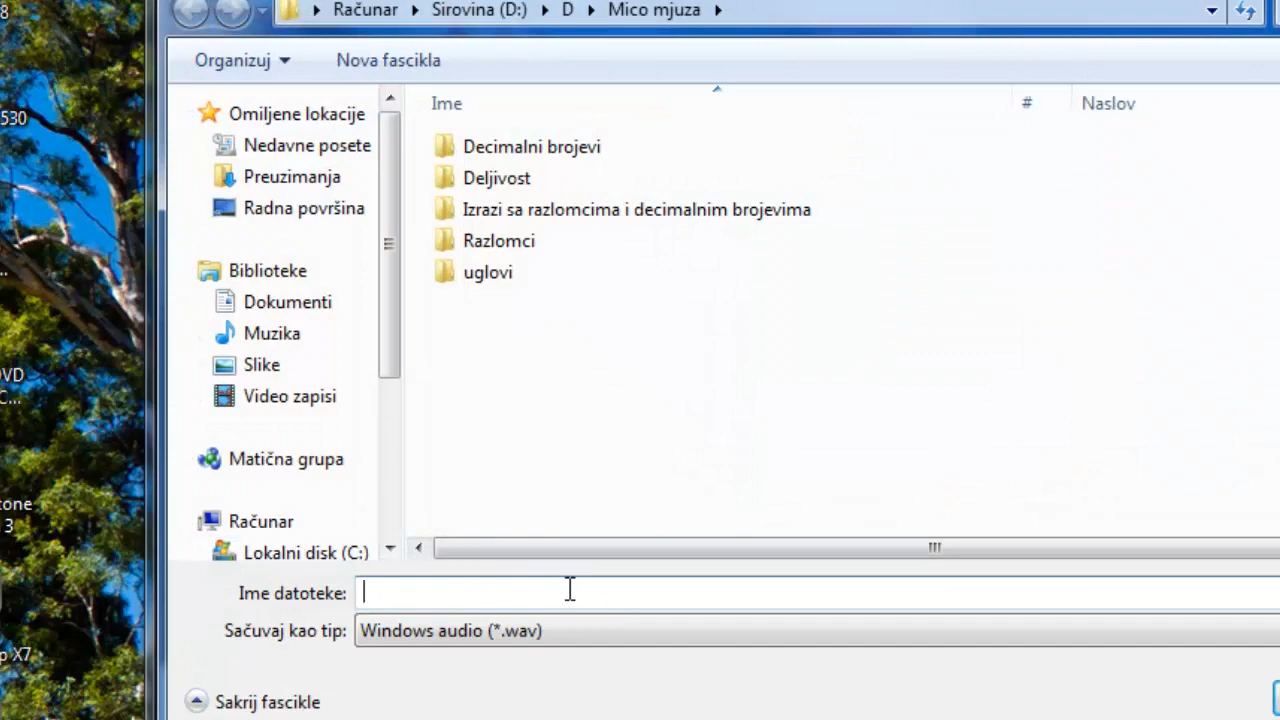 8
Računar ▸ Sirovina (D:) ▸ D ▸ Mico mjuza ▸
Organizuj
Nova fascikla
530
Omiljene lokacije
Nedavne posete
Preuzimanja
Radna površina
Biblioteke
Dokumenti
Muzika
Slike
Video zapisi
Matična grupa
Računar
Lokalni disk (C:)
Ime
#
Naslov
Decimalni brojevi
Deljivost
Izrazi sa razlomcima i decimalnim brojevima
Razlomci
uglovi
...
C...
3
X7
Ime datoteke:
Sačuvaj kao tip: Windows audio (*.wav)
Sakrij fascikle